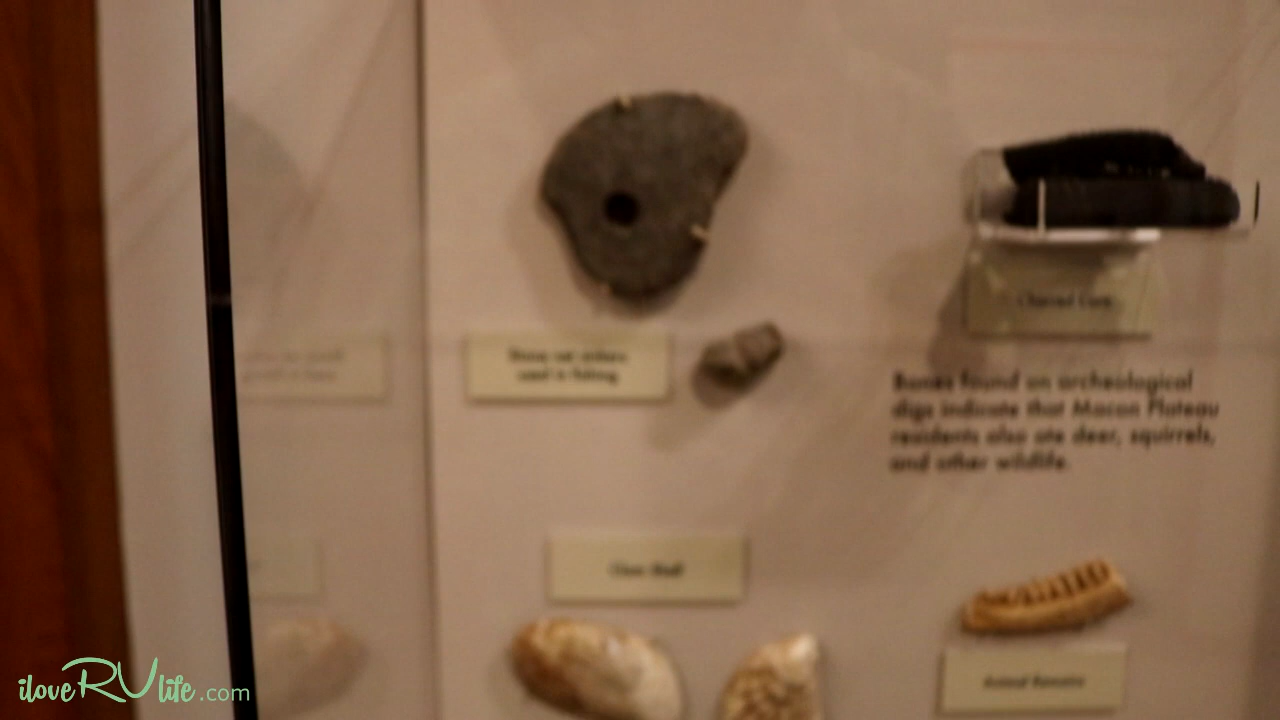 Stone net sinkers
used in fishing
Charred Corn
Bones found on archeological
digs indicate that Macon Plateau
residents also ate deer, squirrels,
and other wildlife.
Clam Shell
Animal Remains
iloveRVlife.com